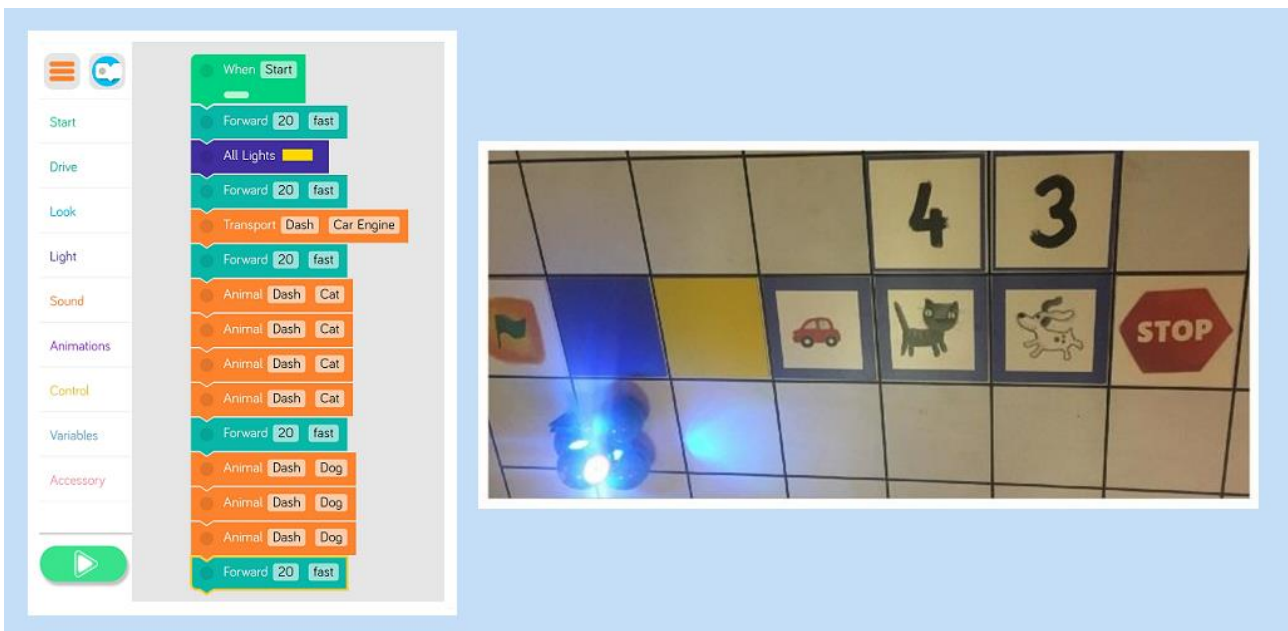 Start
Drive
Look
Light
Sound
Animations
Control
Variables
Accessory
When Start
Forward 20 fast
All Lights
Forward 20 fast
Transport Dash Car Engine
Forward 20 fast
Animal Dash Cat
Animal Dash Cat
Animal Dash Cat
Animal Dash Cat
Forward 20 fast
Animal Dash Dog
Animal Dash Dog
Animal Dash Dog
Forward 20 fast
4 3
STOP